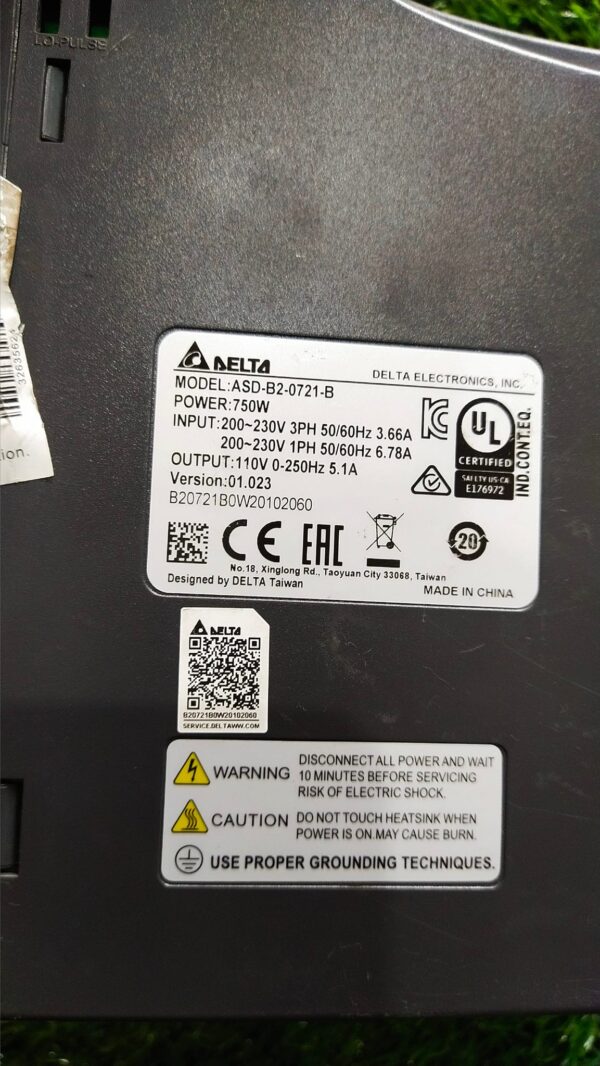 LO-PULSE
32635624
ion.
DELTA
DELTA ELECTRONICS, INC.
MODEL:ASD-B2-0721-B
POWER:750W
INPUT:200~230V 3PH 50/60Hz 3.66A
200~230V 1PH 50/60Hz 6.78A
OUTPUT:110V 0-250Hz 5.1A
Version:01.023
B20721B0W20102060
UL
CERTIFIED
SAFETY US-CA
E176972
IND.CONT.EQ.
CE EAC 20
No.18, Xinglong Rd., Taoyuan City 33068, Taiwan
Designed by DELTA Taiwan
MADE IN CHINA
DELTA
B20721B0W20102060
SERVICE.DELTAWW.COM
WARNING DISCONNECT ALL POWER AND WAIT
10 MINUTES BEFORE SERVICING
RISK OF ELECTRIC SHOCK.
CAUTION DO NOT TOUCH HEATSINK WHEN
POWER IS ON.MAY CAUSE BURN.
USE PROPER GROUNDING TECHNIQUES.